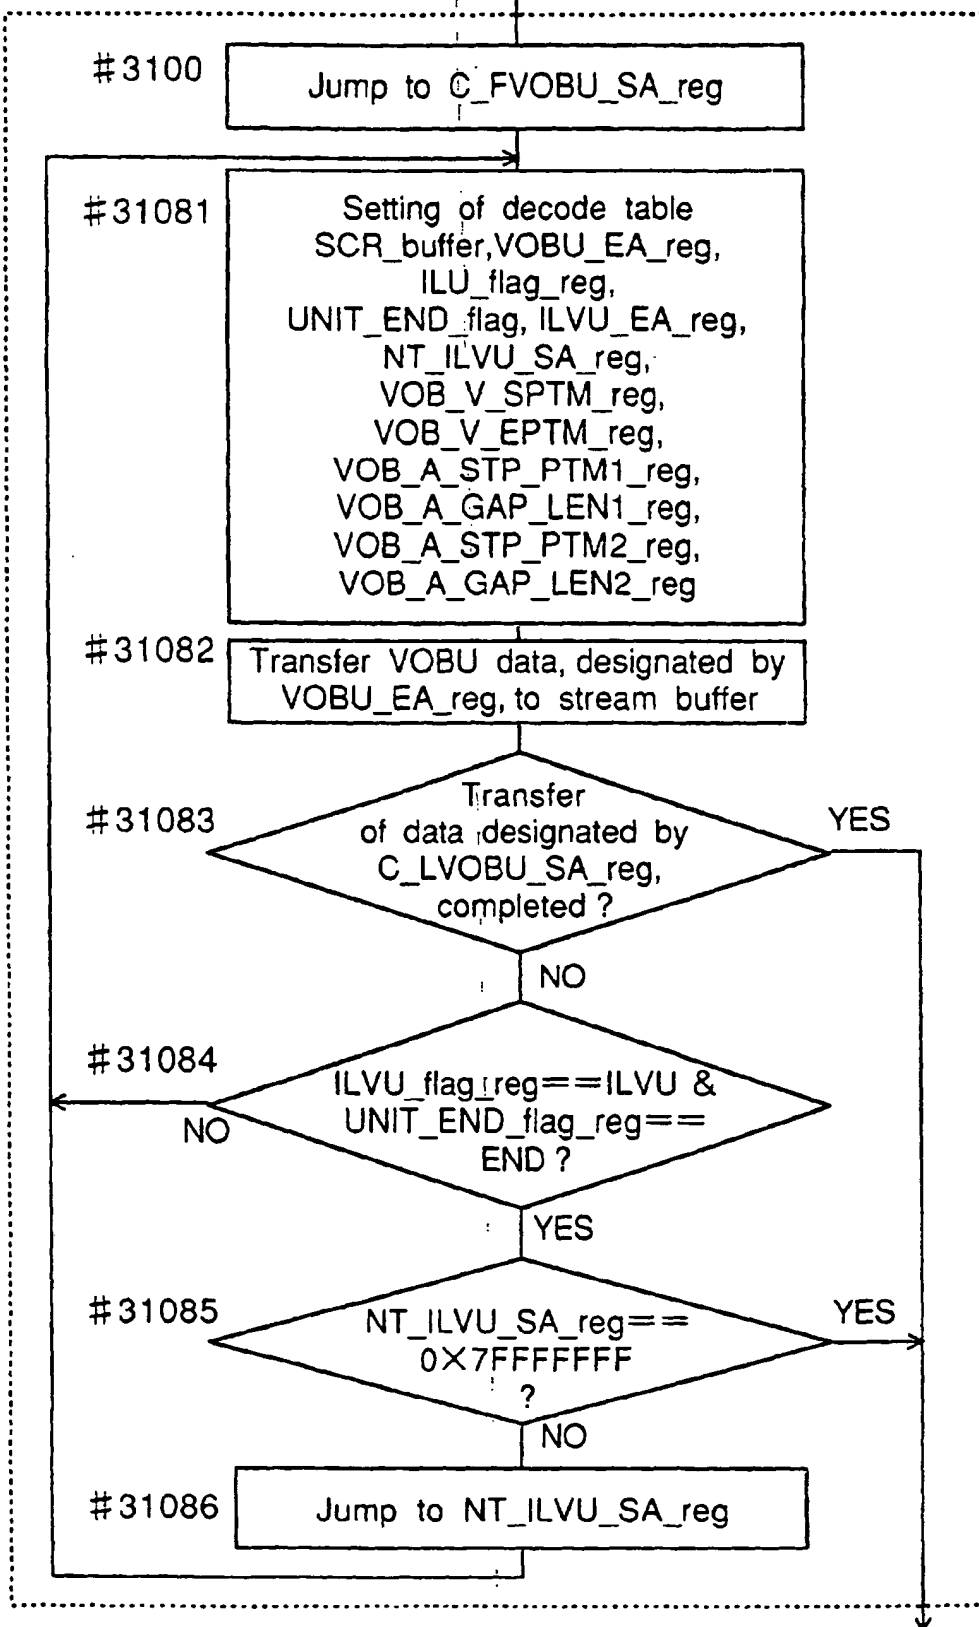 #3100
Jump to C_FVOBU_SA_reg
#31081
Setting of decode table
SCR_buffer,VOBU_EA_reg,
ILU_flag_reg,
UNIT_END_flag, ILVU_EA_reg,
NT_ILVU_SA_reg,
VOB_V_SPTM_reg,
VOB_V_EPTM_reg,
VOB_A_STP_PTM1_reg,
VOB_A_GAP_LEN1_reg,
VOB_A_STP_PTM2_reg,
VOB_A_GAP_LEN2_reg
#31082
Transfer VOBU data, designated by
VOBU_EA_reg, to stream buffer
#31083
Transfer
of data designated by
C_LVOBU_SA_reg,
completed ?
YES
NO
#31084
ILVU_flag_reg==ILVU &
UNIT_END_flag_reg==
END ?
NO
YES
#31085
NT_ILVU_SA_reg==
0X7FFFFFFF
?
YES
NO
#31086
Jump to NT_ILVU_SA_reg